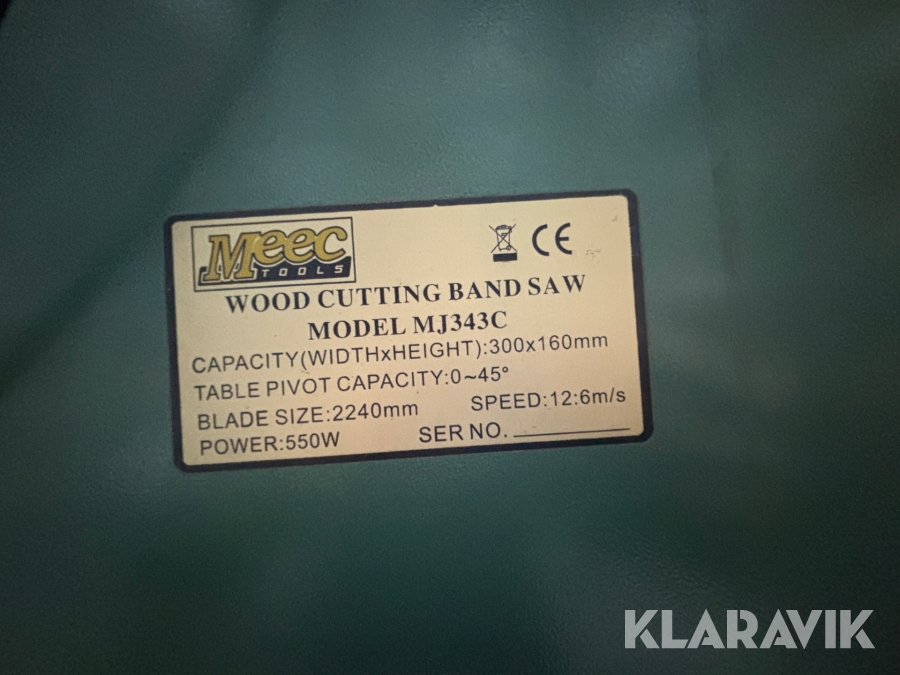 Meec
TOOLS
CE
WOOD CUTTING BAND SAW
MODEL MJ343C
CAPACITY(WIDTHxHEIGHT):300x160mm
TABLE PIVOT CAPACITY:0~45°
BLADE SIZE:2240mm SPEED:12:6m/s
POWER:550W SER NO.
KLARAVIK